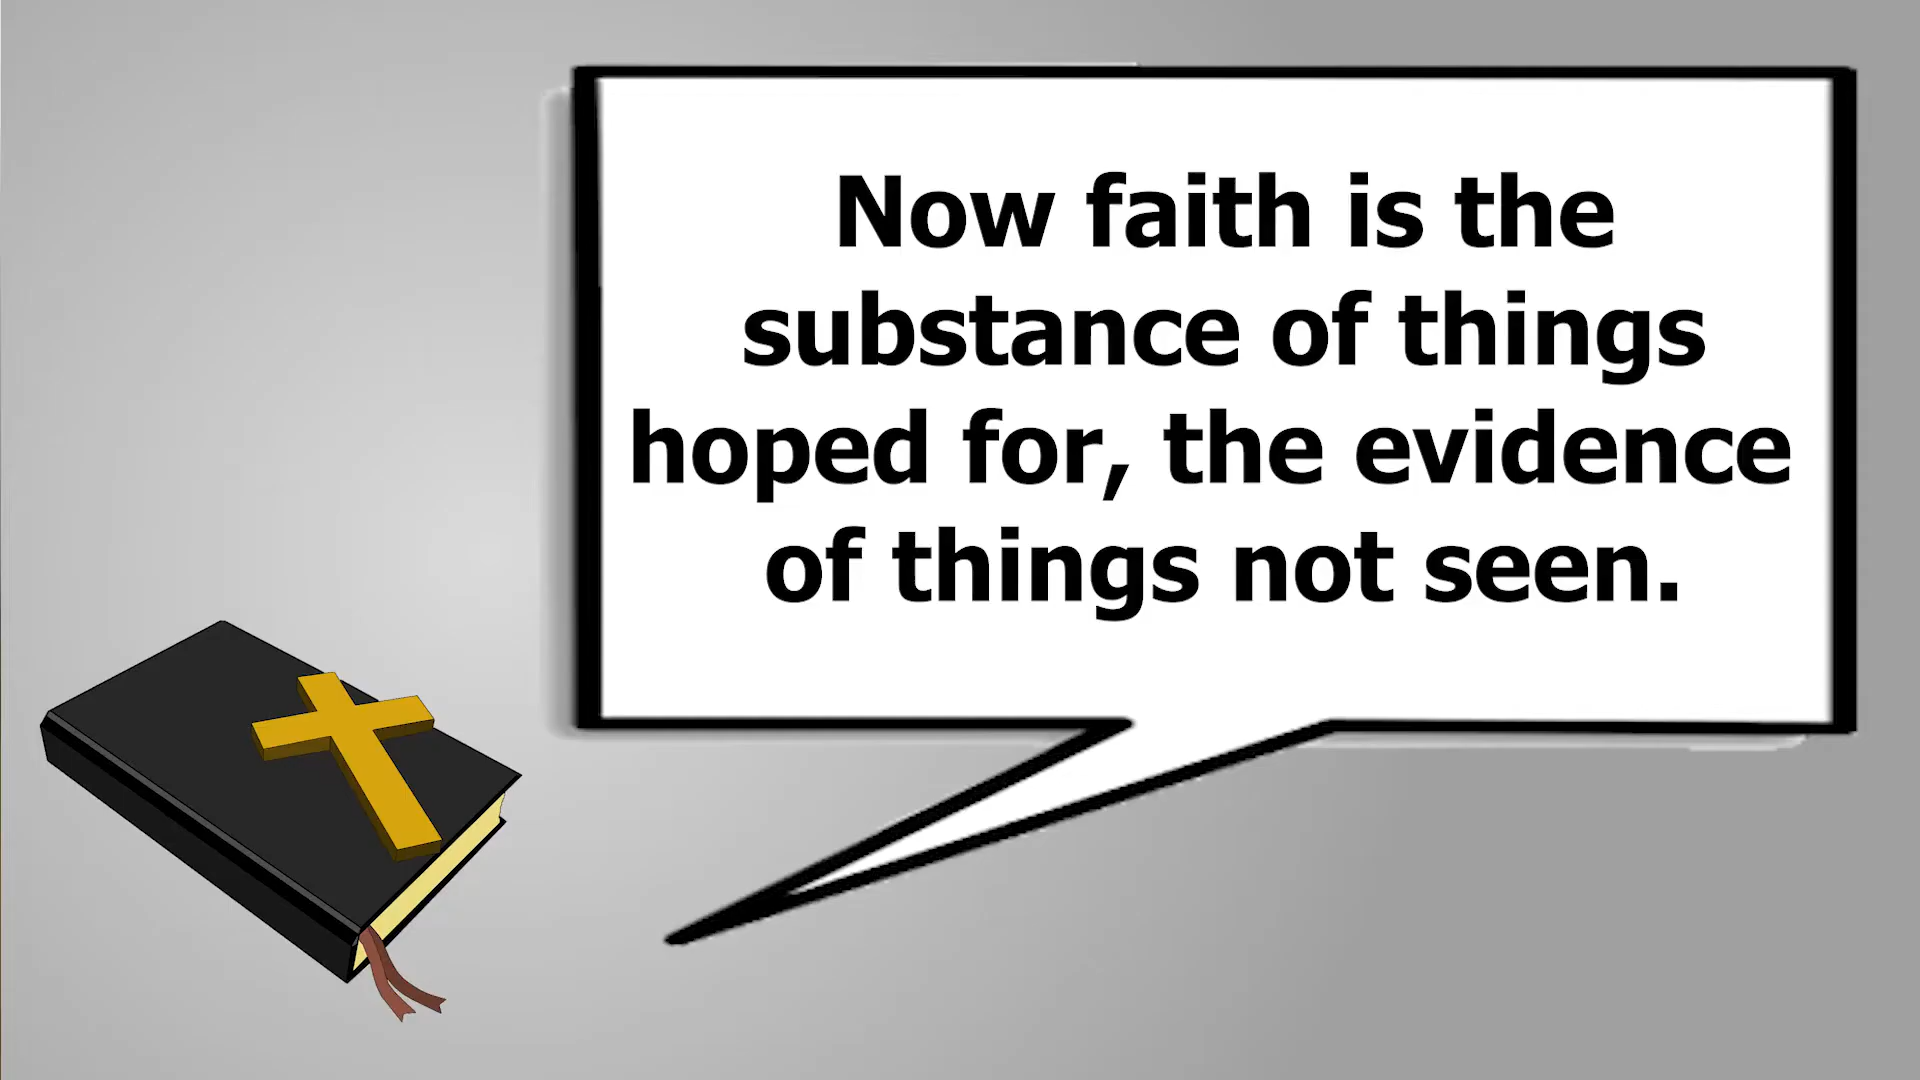 Now faith is the
substance of things
hoped for, the evidence
of things not seen.